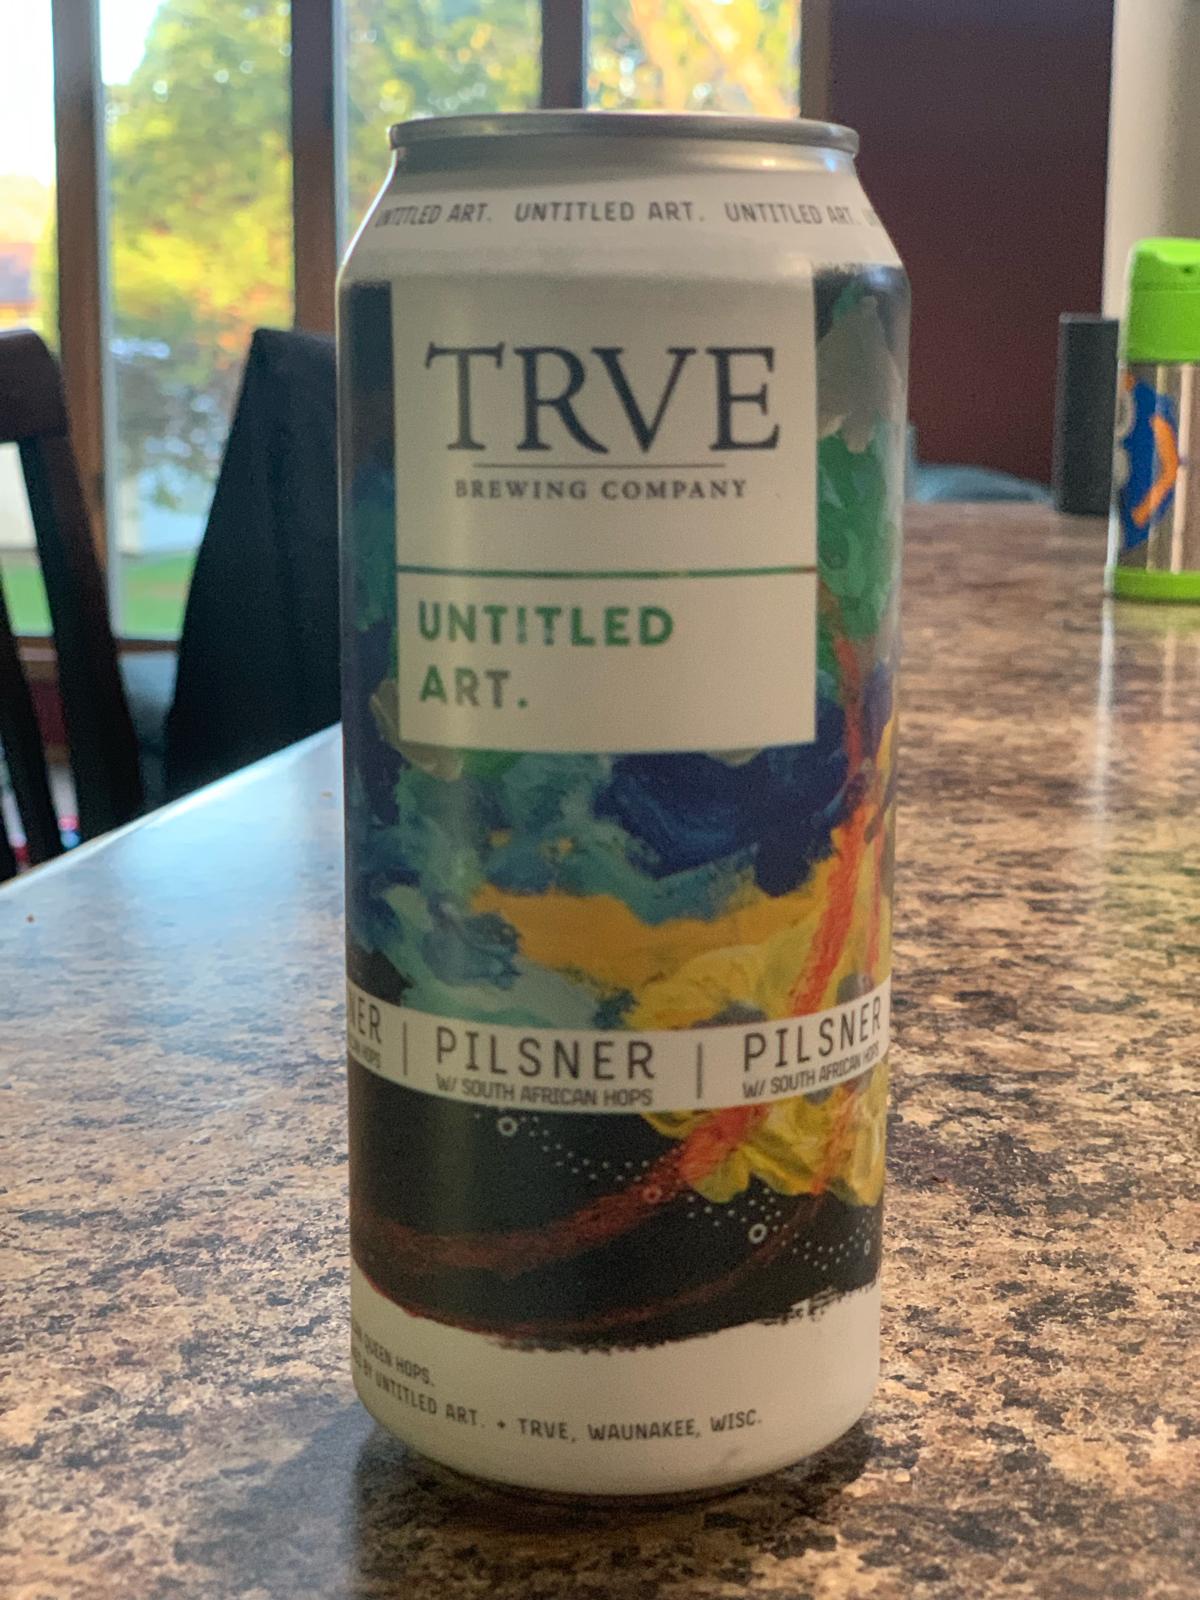 UNTITLED ART. UNTITLED ART. UNTITLED ART.
TRVE
BREWING COMPANY
UNTITLED
ART.
PILSNER | PILSNER
W/ SOUTH AFRICAN HOPS W/ SOUTH AFRICAN HOPS
QUEEN HOPS.
BY UNTITLED ART. + TRVE, WAUNAKEE, WISC.